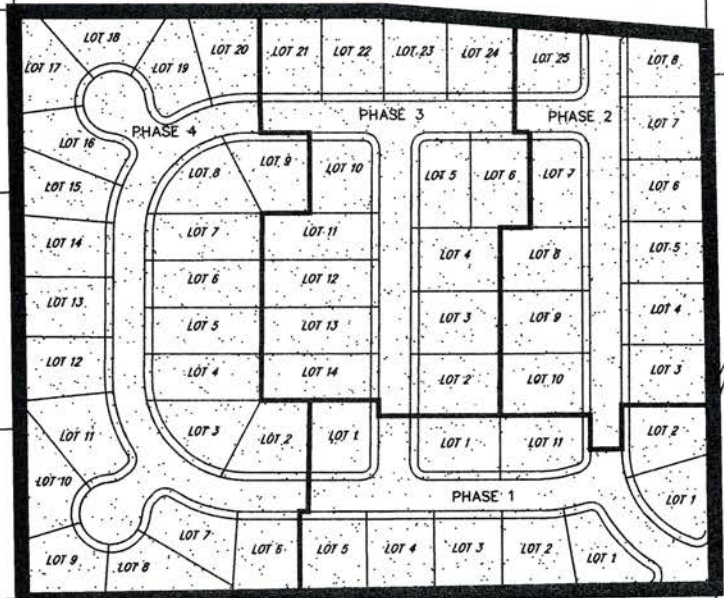 LOT 18
LOT 17
LOT 19
LOT 20
LOT 21
LOT 22
LOT 23
LOT 24
LOT 25
LOT 8
PHASE 4
PHASE 3
PHASE 2
LOT 16
LOT 7
LOT 8
LOT 9
LOT 10
LOT 5
LOT 6
LOT 7
LOT 15
LOT 6
LOT 7
LOT 11
LOT 14
LOT 4
LOT 8
LOT 5
LOT 6
LOT 12
LOT 13
LOT 3
LOT 9
LOT 4
LOT 5
LOT 13
LOT 12
LOT 4
LOT 14
LOT 2
LOT 10
LOT 3
LOT 11
LOT 3
LOT 2
LOT 1
LOT 1
LOT 11
LOT 2
LOT 10
PHASE 1
LOT 1
LOT 9
LOT 8
LOT 7
LOT 6
LOT 5
LOT 4
LOT 3
LOT 2
LOT 1